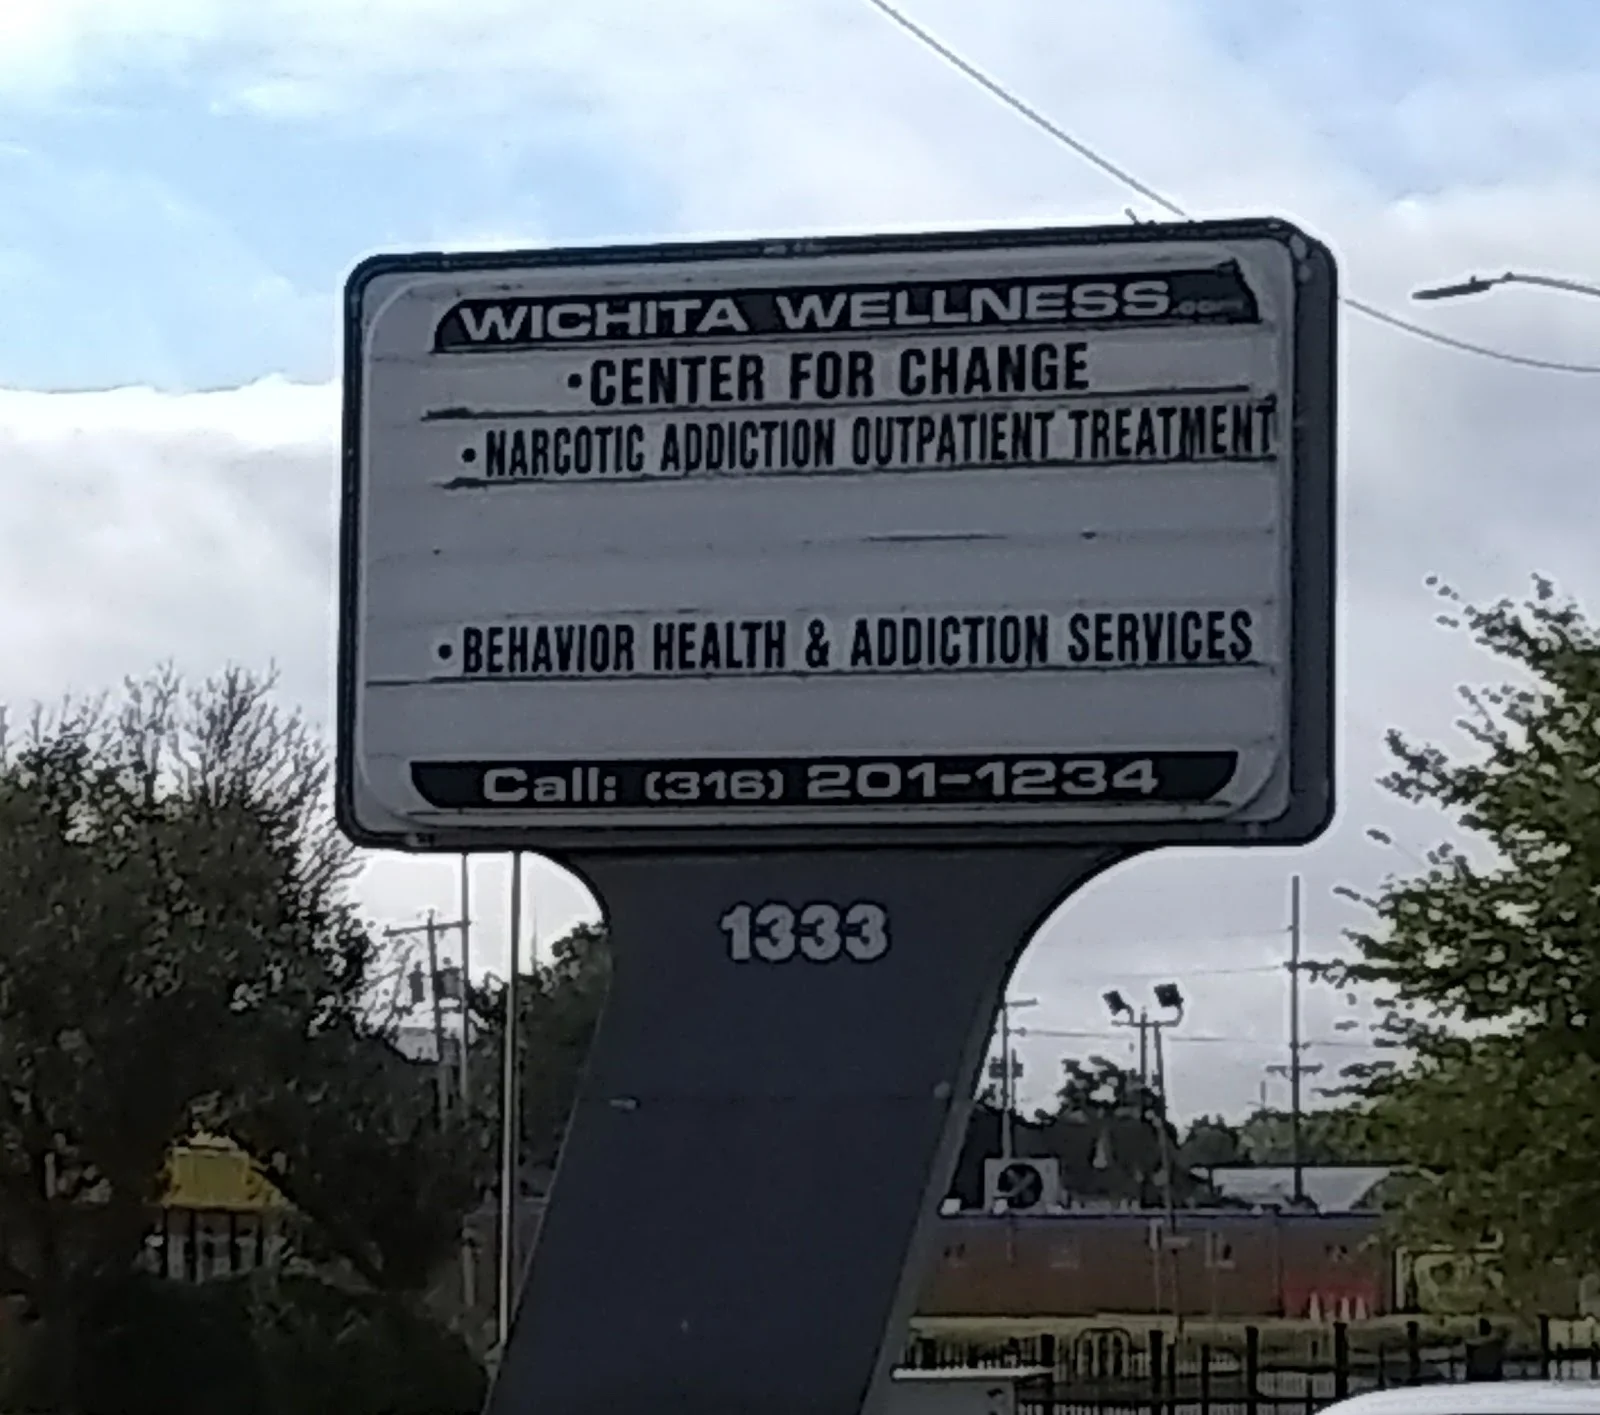 WICHITA WELLNESS.com
•CENTER FOR CHANGE
•NARCOTIC ADDICTION OUTPATIENT TREATMENT
•BEHAVIOR HEALTH & ADDICTION SERVICES
Call: (316) 201-1234
1333